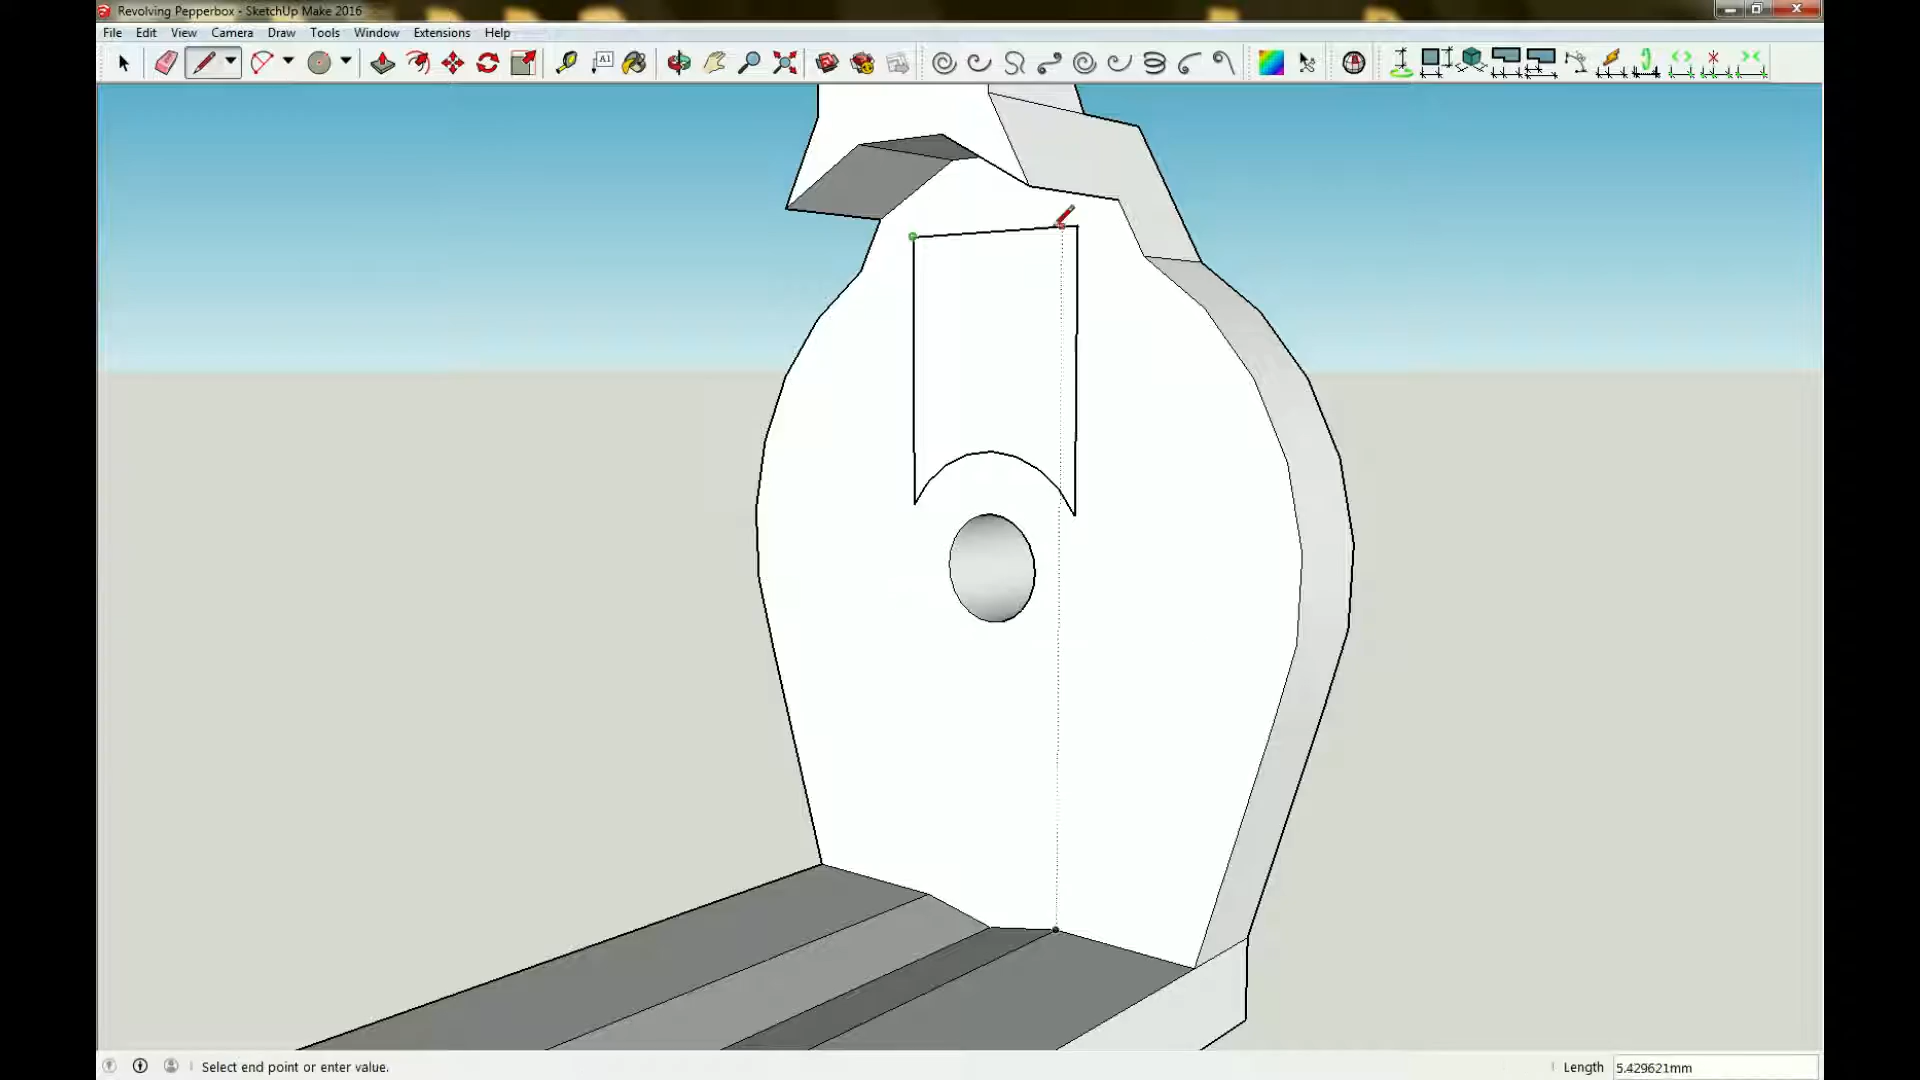 Revolving Pepperbox - SketchUp Make 2016
File Edit View Camera Draw Tools Window Extensions Help
A1
Select end point or enter value.
Length 5.429621mm